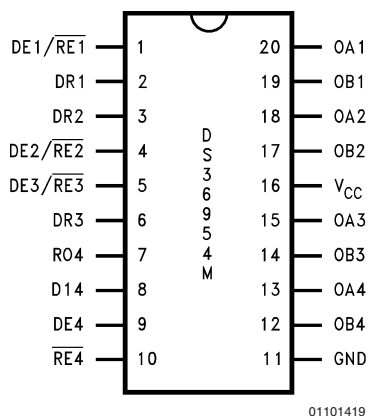 DE1/RE1 1 20 OA1
DR1 2 19 OB1
DR2 3 18 OA2
DE2/RE2 4 17 OB2
DE3/RE3 5 16 VCC
DR3 6 15 OA3
RO4 7 14 OB3
D14 8 13 OA4
DE4 9 12 OB4
RE4 10 11 GND
DS36954M
01101419